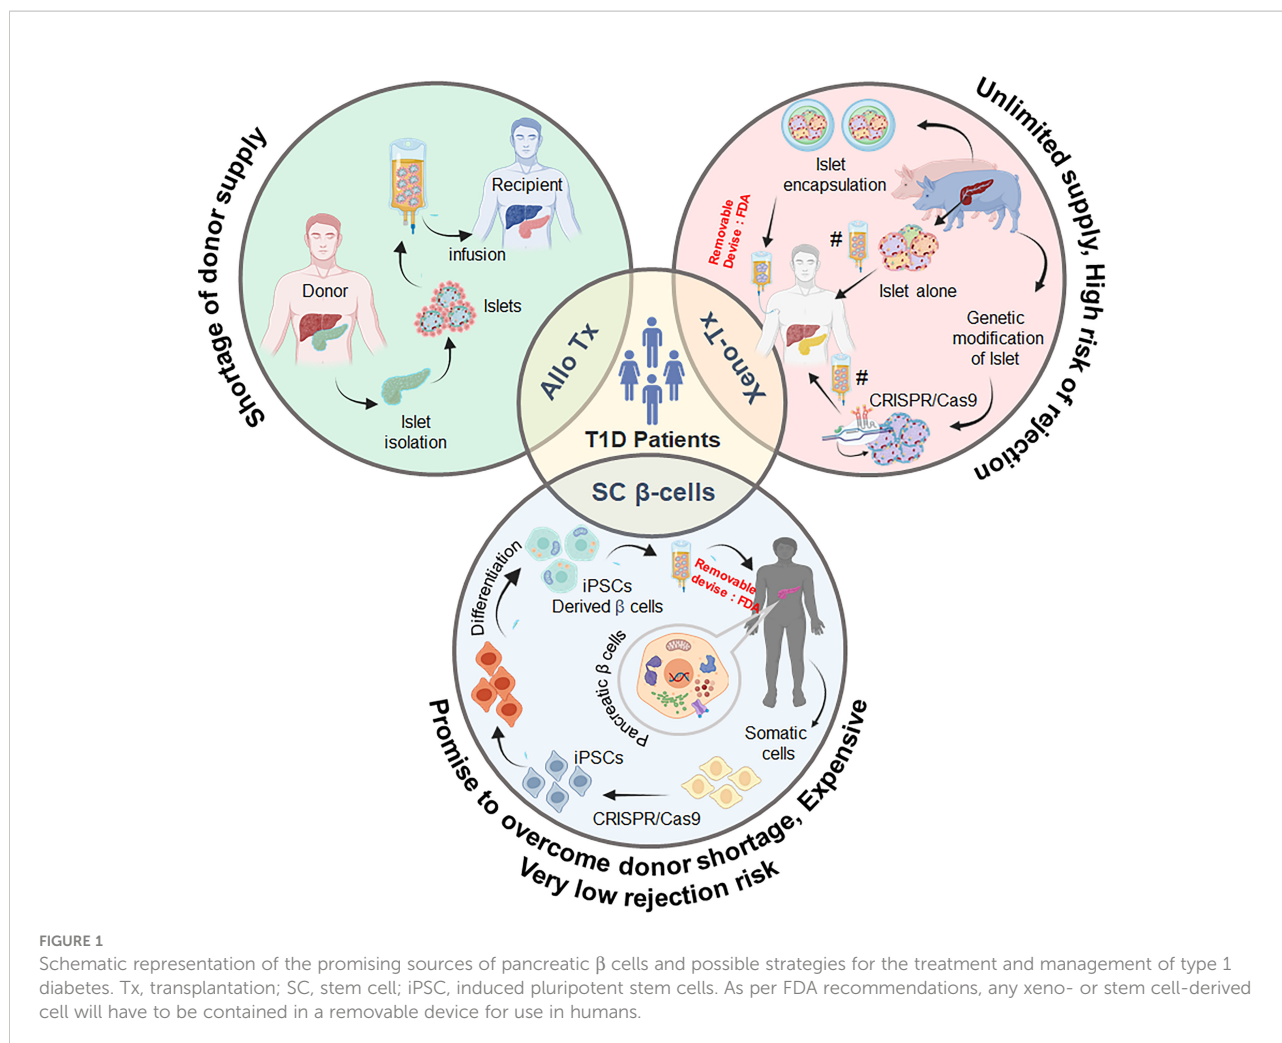 Shortage of donor supply
Recipient
infusion
Donor
Islets
Islet
isolation
Allo Tx
Unlimited supply, High risk of rejection
Islet
encapsulation
Removable
Devise : FDA
#
Islet alone
Genetic
modification
of Islet
#
CRISPR/Cas9
Xeno-Tx
T1D Patients
SC β-cells
Differentiation
iPSCs
Derived β cells
Removable
devise : FDA
Pancreatic β cells
Somatic
cells
iPSCs
CRISPR/Cas9
Promise to overcome donor shortage, Expensive
Very low rejection risk
FIGURE 1
Schematic representation of the promising sources of pancreatic β cells and possible strategies for the treatment and management of type 1
diabetes. Tx, transplantation; SC, stem cell; iPSC, induced pluripotent stem cells. As per FDA recommendations, any xeno- or stem cell-derived
cell will have to be contained in a removable device for use in humans.